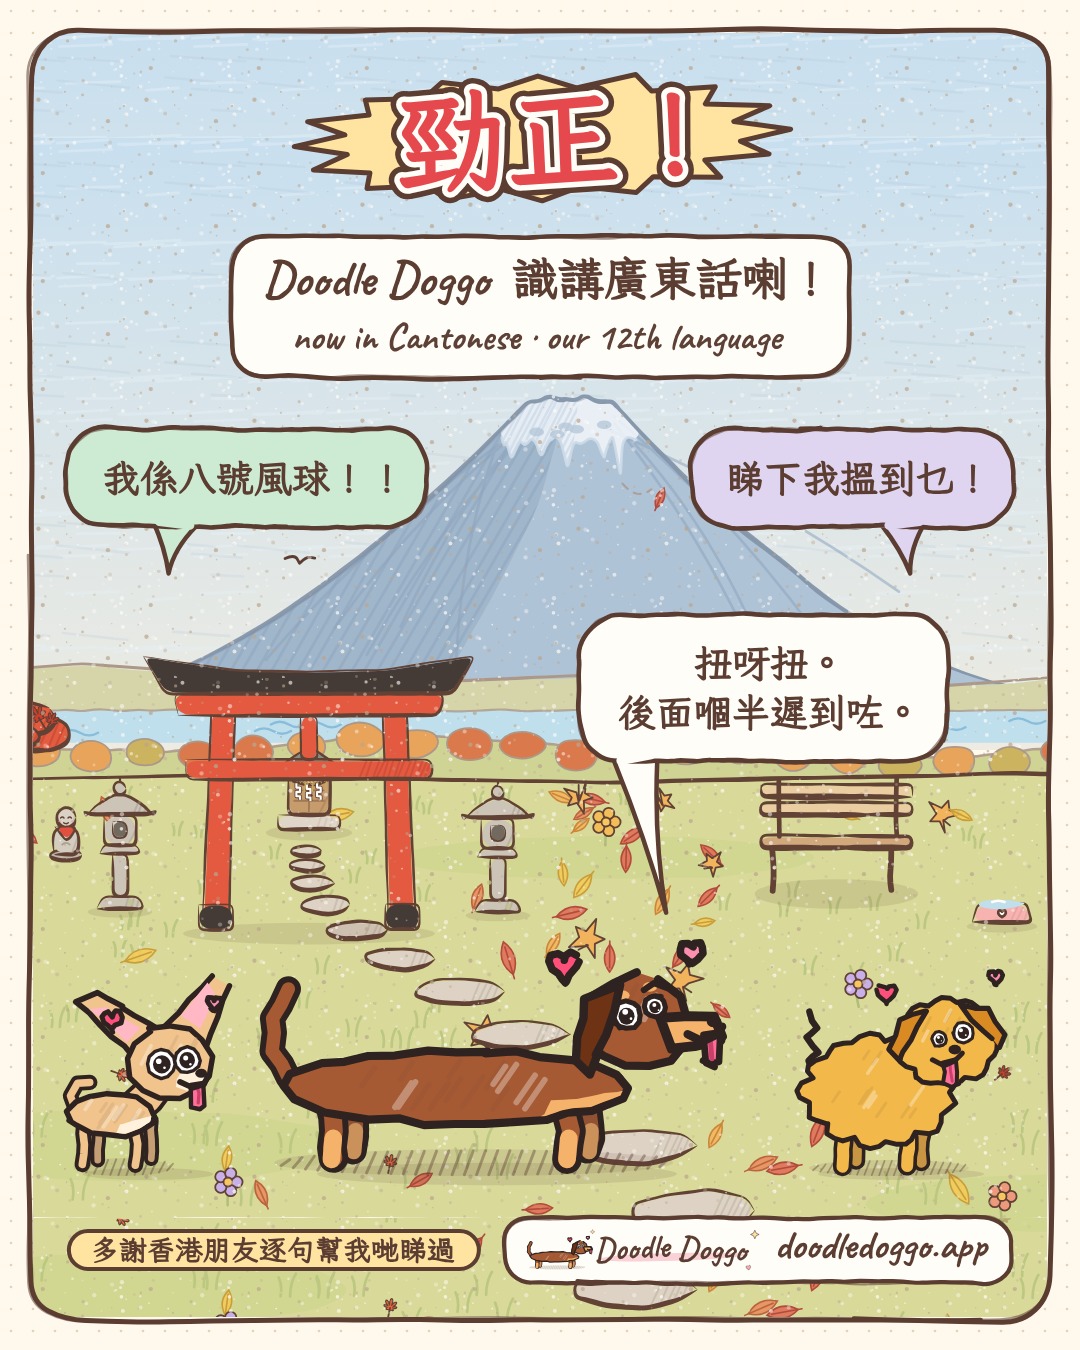 勁正！
Doodle Doggo 識講廣東話喇！
now in Cantonese · our 12th language
我係八號風球！！
睇下我搵到乜！
扭呀扭。
後面嗰半遲到咗。
多謝香港朋友逐句幫我哋睇過
Doodle Doggo
doodledoggo.app